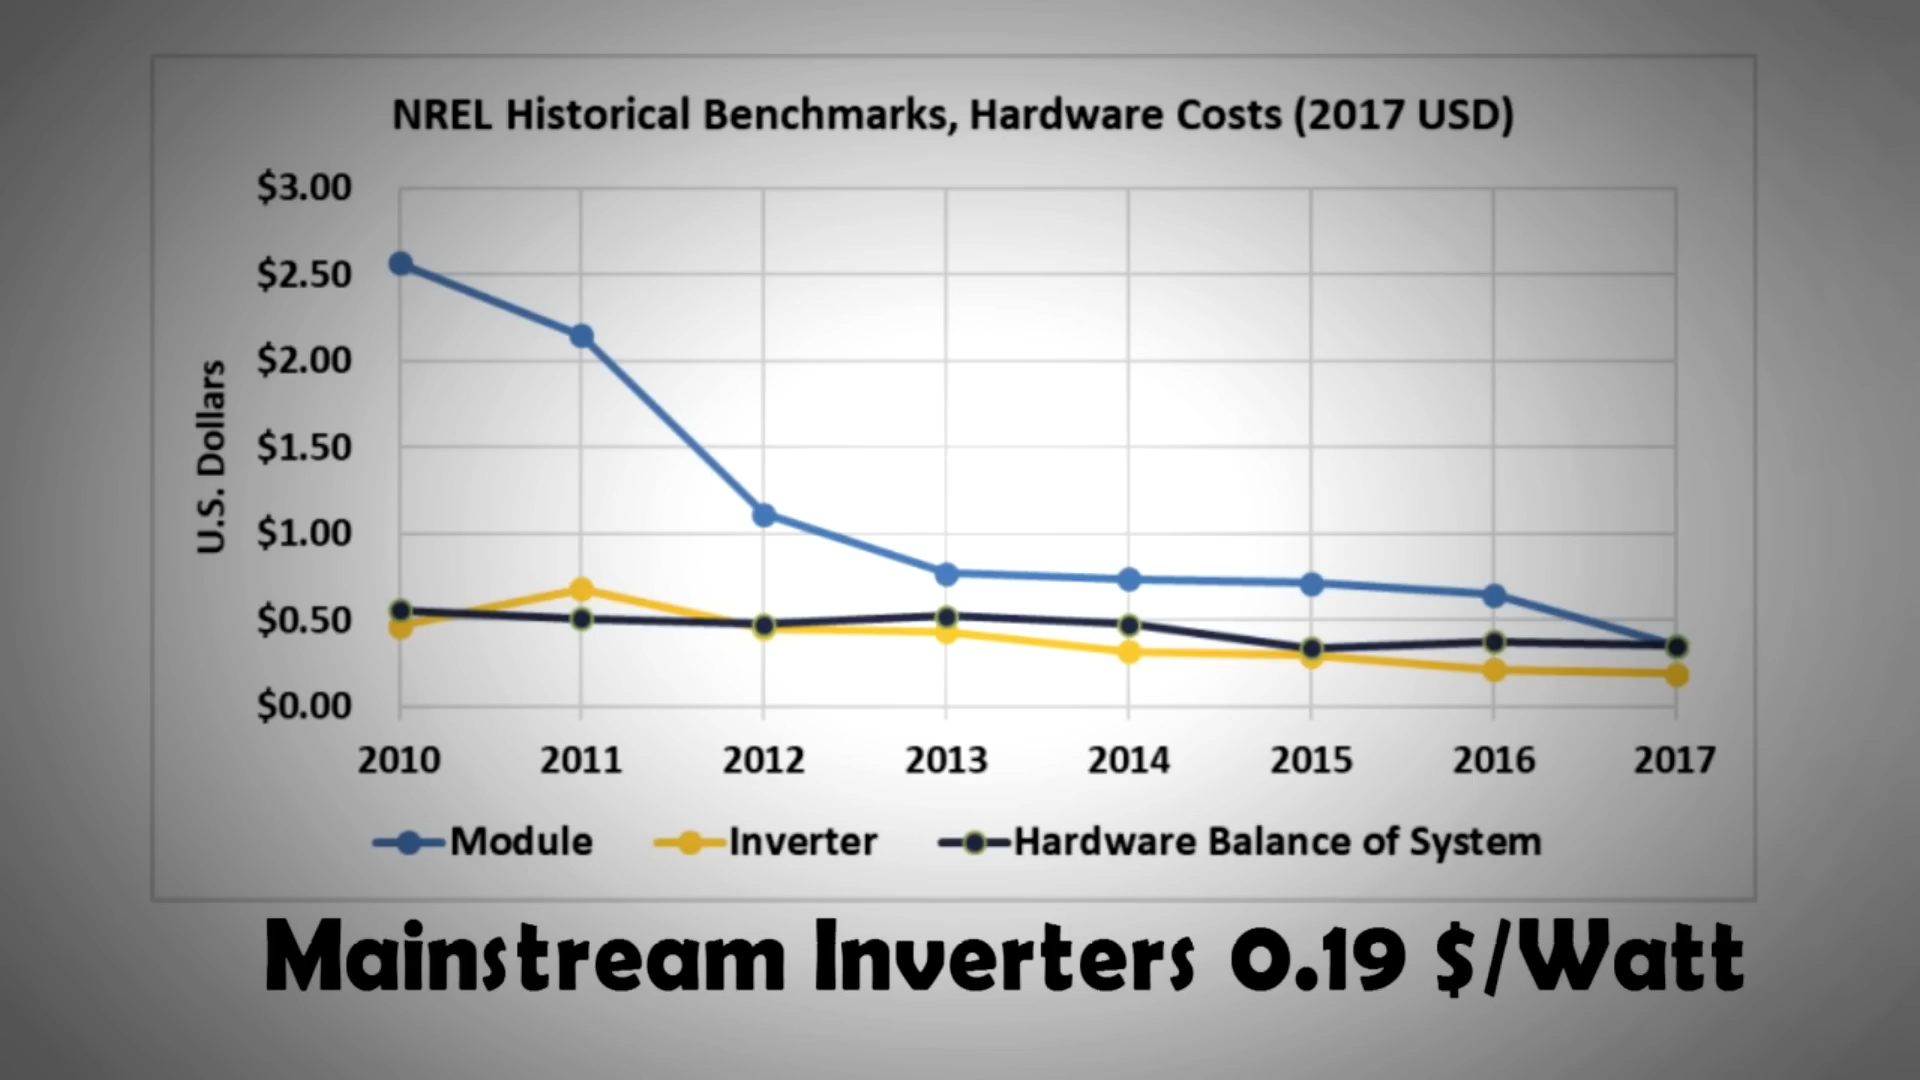 NREL Historical Benchmarks, Hardware Costs (2017 USD)
$3.00
$2.50
$2.00
$1.50
$1.00
$0.50
$0.00
U.S. Dollars
2010 2011 2012 2013 2014 2015 2016 2017
Module Inverter Hardware Balance of System
Mainstream Inverters 0.19 $/Watt